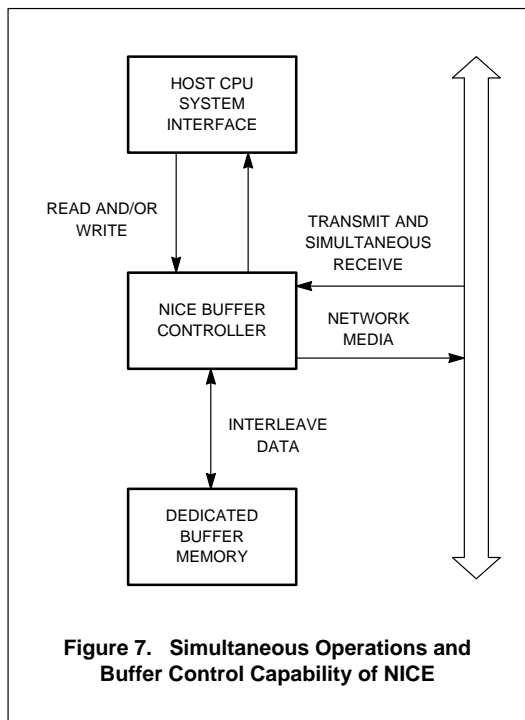 HOST CPU
SYSTEM
INTERFACE
READ AND/OR
WRITE
TRANSMIT AND
SIMULTANEOUS
RECEIVE
NICE BUFFER
CONTROLLER
NETWORK
MEDIA
INTERLEAVE
DATA
DEDICATED
BUFFER
MEMORY
Figure 7. Simultaneous Operations and
Buffer Control Capability of NICE